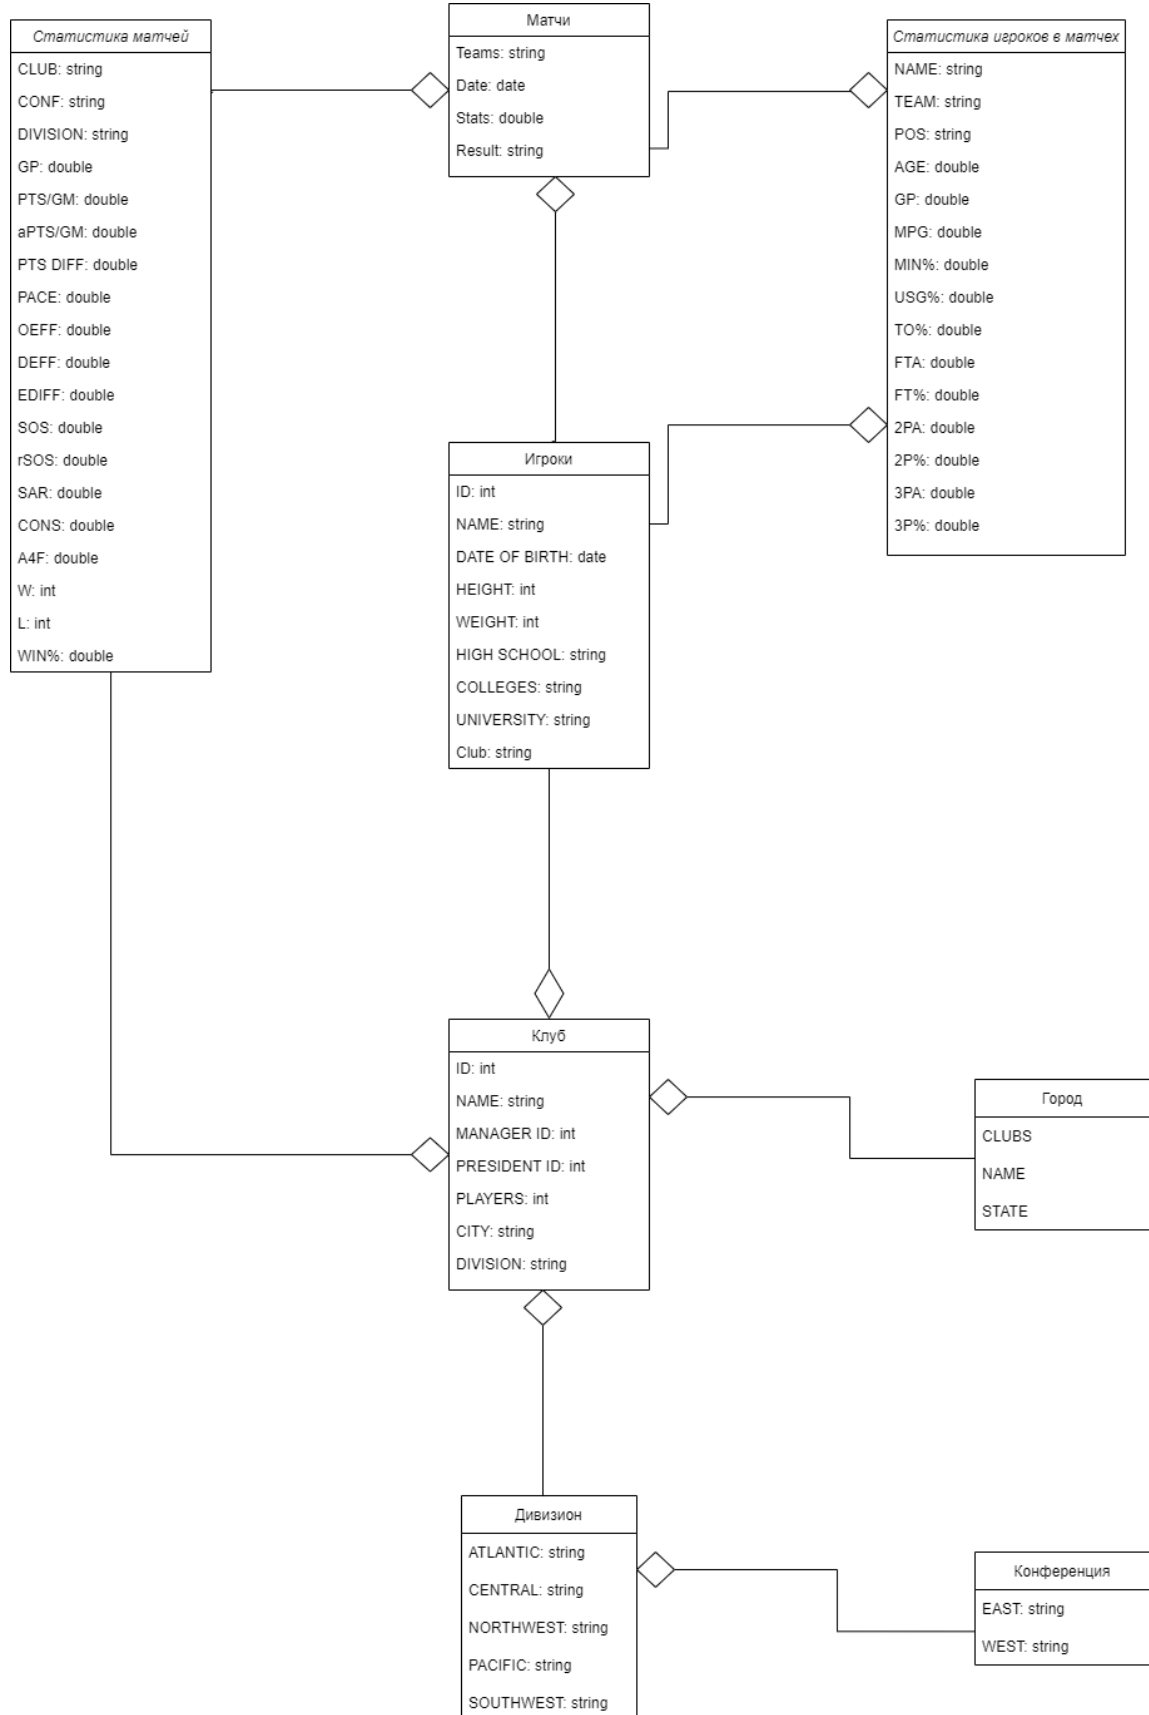 Статистика матчей
CLUB: string
CONF: string
DIVISION: string
GP: double
PTS/GM: double
aPTS/GM: double
PTS DIFF: double
PACE: double
OEFF: double
DEFF: double
EDIFF: double
SOS: double
rSOS: double
SAR: double
CONS: double
A4F: double
W: int
L: int
WIN%: double
Матчи
Teams: string
Date: date
Stats: double
Result: string
Статистика игроков в матчех
NAME: string
TEAM: string
POS: string
AGE: double
GP: double
MPG: double
MIN%: double
USG%: double
TO%: double
FTA: double
FT%: double
2PA: double
2P%: double
3PA: double
3P%: double
Игроки
ID: int
NAME: string
DATE OF BIRTH: date
HEIGHT: int
WEIGHT: int
HIGH SCHOOL: string
COLLEGES: string
UNIVERSITY: string
Club: string
Клуб
ID: int
NAME: string
MANAGER ID: int
PRESIDENT ID: int
PLAYERS: int
CITY: string
DIVISION: string
Город
CLUBS
NAME
STATE
Дивизион
ATLANTIC: string
CENTRAL: string
NORTHWEST: string
PACIFIC: string
SOUTHWEST: string
Конференция
EAST: string
WEST: string